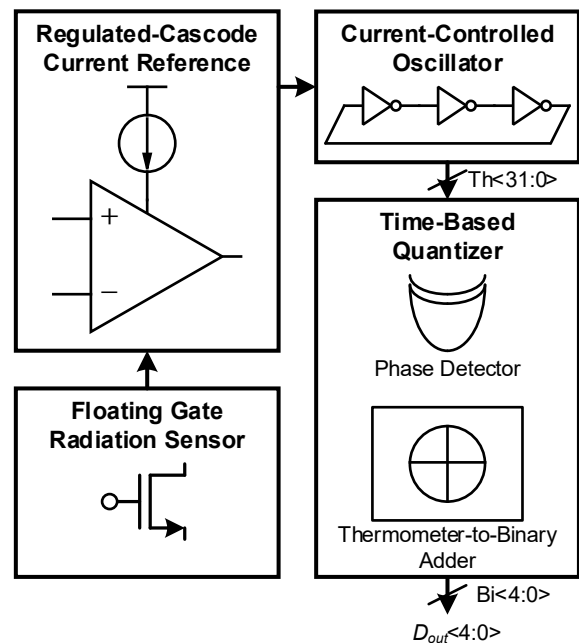 Regulated-Cascode
Current Reference
+
−
Current-Controlled
Oscillator
Th<31:0>
Time-Based
Quantizer
Phase Detector
Thermometer-to-Binary
Adder
Bi<4:0>
Dout<4:0>
Floating Gate
Radiation Sensor